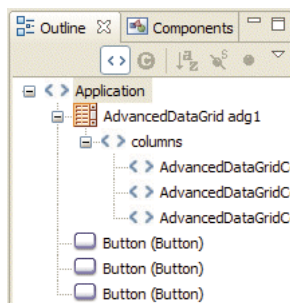 Outline Components
Application
AdvancedDataGrid adg1
columns
AdvancedDataGridC
AdvancedDataGridC
AdvancedDataGridC
Button (Button)
Button (Button)
Button (Button)